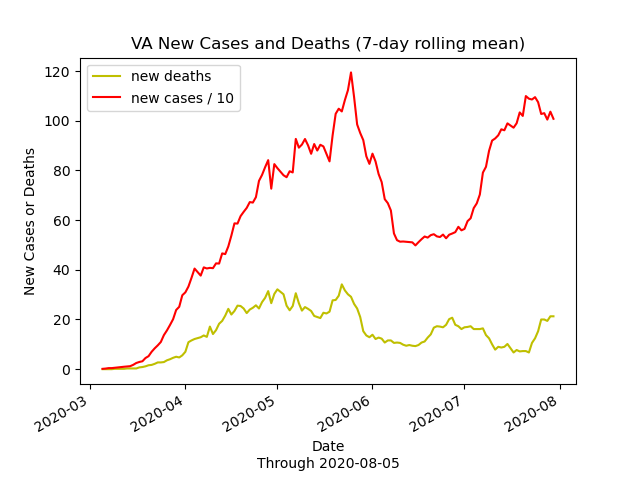 VA New Cases and Deaths (7-day rolling mean)
new deaths
new cases / 10
120
100
80
60
40
20
0
New Cases or Deaths
2020-03
2020-04
2020-05
2020-06
2020-07
2020-08
Date
Through 2020-08-05